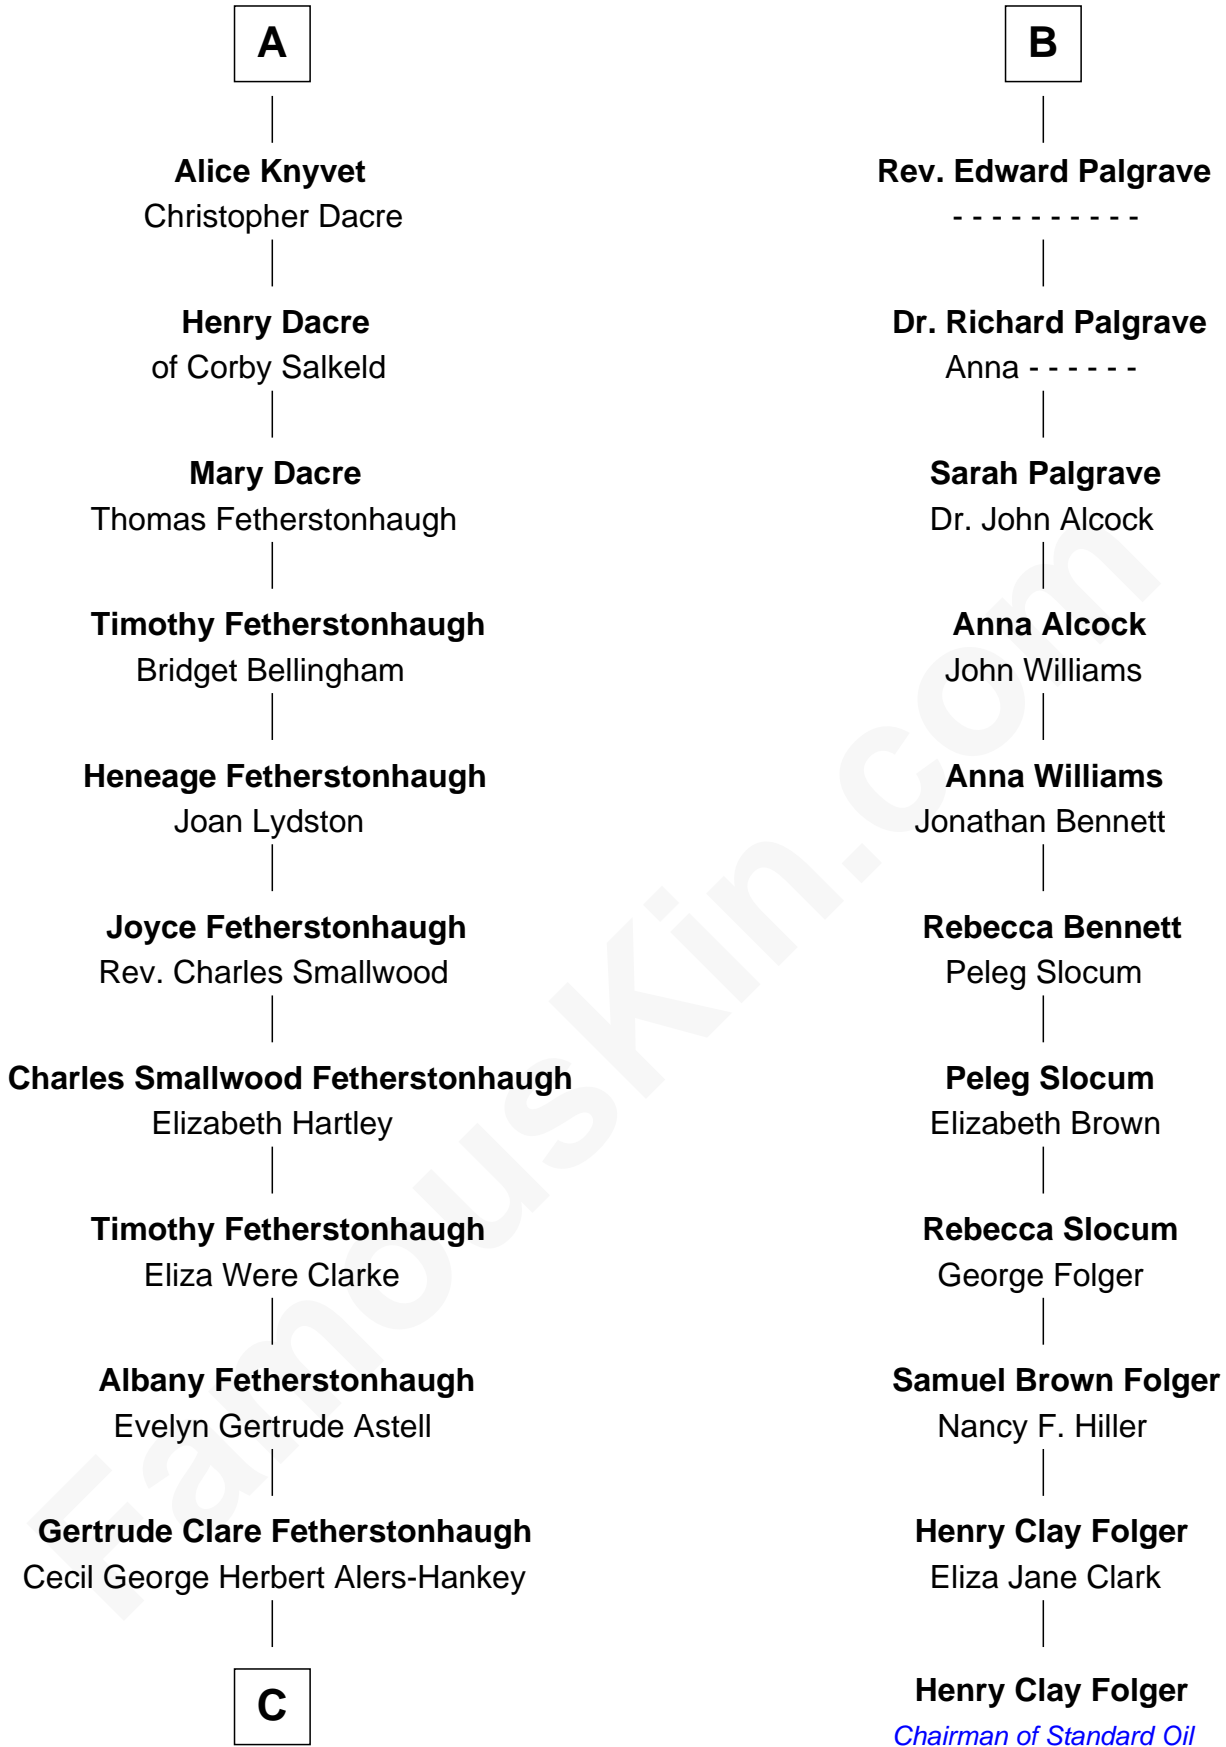 A
Alice Knyvet
Christopher Dacre
Henry Dacre
of Corby Salkeld
Mary Dacre
Thomas Fetherstonhaugh
Timothy Fetherstonhaugh
Bridget Bellingham
Heneage Fetherstonhaugh
Joan Lydston
Joyce Fetherstonhaugh
Rev. Charles Smallwood
Charles Smallwood Fetherstonhaugh
Elizabeth Hartley
Timothy Fetherstonhaugh
Eliza Were Clarke
Albany Fetherstonhaugh
Evelyn Gertrude Astell
Gertrude Clare Fetherstonhaugh
Cecil George Herbert Alers-Hankey
C
B
Rev. Edward Palgrave
- - - - - - - - - -
Dr. Richard Palgrave
Anna - - - - - -
Sarah Palgrave
Dr. John Alcock
Anna Alcock
John Williams
Anna Williams
Jonathan Bennett
Rebecca Bennett
Peleg Slocum
Peleg Slocum
Elizabeth Brown
Rebecca Slocum
George Folger
Samuel Brown Folger
Nancy F. Hiller
Henry Clay Folger
Eliza Jane Clark
Henry Clay Folger
Chairman of Standard Oil
FamousKin.com